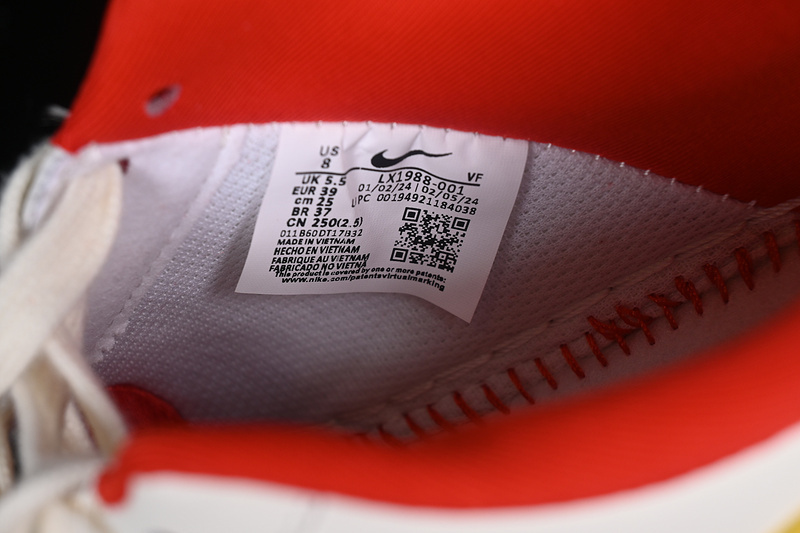 US
8
UK 5.5
EUR 39
cm 25
BR 37
CN 250(2.5)
VF
LX1988-001
01/02/24 | 02/05/24
UPC 00194921184038
011B60DT17B32
MADE IN VIETNAM
HECHO EN VIETNAM
FABRIQUE AU VIETNAM
FABRICADO NO VIETNÃ
This product is covered by one or more patents:
www.nike.com/patentsvirtualmarking